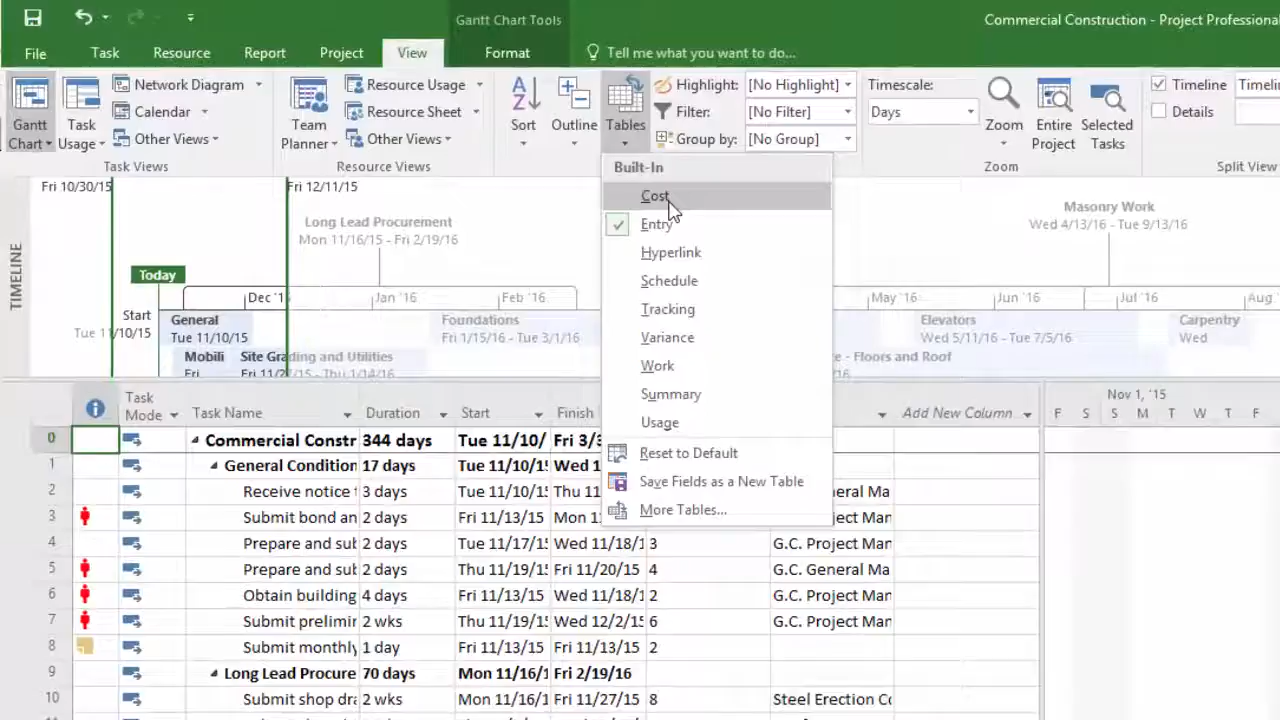 Gantt Chart Tools
Commercial Construction - Project Professional
File Task Resource Report Project View Format Tell me what you want to do...
Gantt Chart
Task Usage
Network Diagram
Calendar
Other Views
Task Views
Team Planner
Resource Usage
Resource Sheet
Other Views
Resource Views
Sort
Outline
Tables
Highlight: [No Highlight]
Filter: [No Filter]
Group by: [No Group]
Timescale:
Days
Zoom
Entire Project
Selected Tasks
Zoom
Timeline
Details
Split View
Built-In
Cost
Entry
Hyperlink
Schedule
Tracking
Variance
Work
Summary
Usage
Reset to Default
Save Fields as a New Table
More Tables...
TIMELINE
Fri 10/30/15
Fri 12/11/15
Long Lead Procurement
Mon 11/16/15 - Fri 2/19/16
Masonry Work
Wed 4/13/16 - Tue 9/13/16
Today
Dec '1 Jan '16 Feb '16 May '16 Jun '16 Jul '16 Aug
Start
Tue 11/10/15
General
Tue 11/10/15
Foundations
Fri 1/15/16 - Tue 3/1/16
Elevators
Wed 5/11/16 - Tue 7/5/16
Carpentry
Wed
Mobili
Fri
Site Grading and Utilities
Fri 11/27/15 - Thu 1/14/16
- Floors and Roof
Task Mode Task Name Duration Start Finish Add New Column
Nov 1, '15
F S S M T W T F
0 Commercial Constr 344 days Tue 11/10/ Fri 3/3
1 General Condition 17 days Tue 11/10/15 Wed 1
2 Receive notice 3 days Tue 11/10/15 Thu 11 eral Ma
3 Submit bond an 2 days Fri 11/13/15 Mon 11 G.C. Project Man
4 Prepare and sub 2 days Tue 11/17/15 Wed 11/18/1 3 G.C. Project Man
5 Prepare and sub 2 days Thu 11/19/15 Fri 11/20/15 4 G.C. General Ma
6 Obtain building 4 days Fri 11/13/15 Wed 11/18/1 2 G.C. Project Man
7 Submit prelimin 2 wks Thu 11/19/15 Wed 12/2/15 6 G.C. Project Man
8 Submit monthly 1 day Fri 11/13/15 Fri 11/13/15 2
9 Long Lead Procure 70 days Mon 11/16/1 Fri 2/19/16
10 Submit shop dra 2 wks Mon 11/16/1 Fri 11/27/15 8 Steel Erection Co